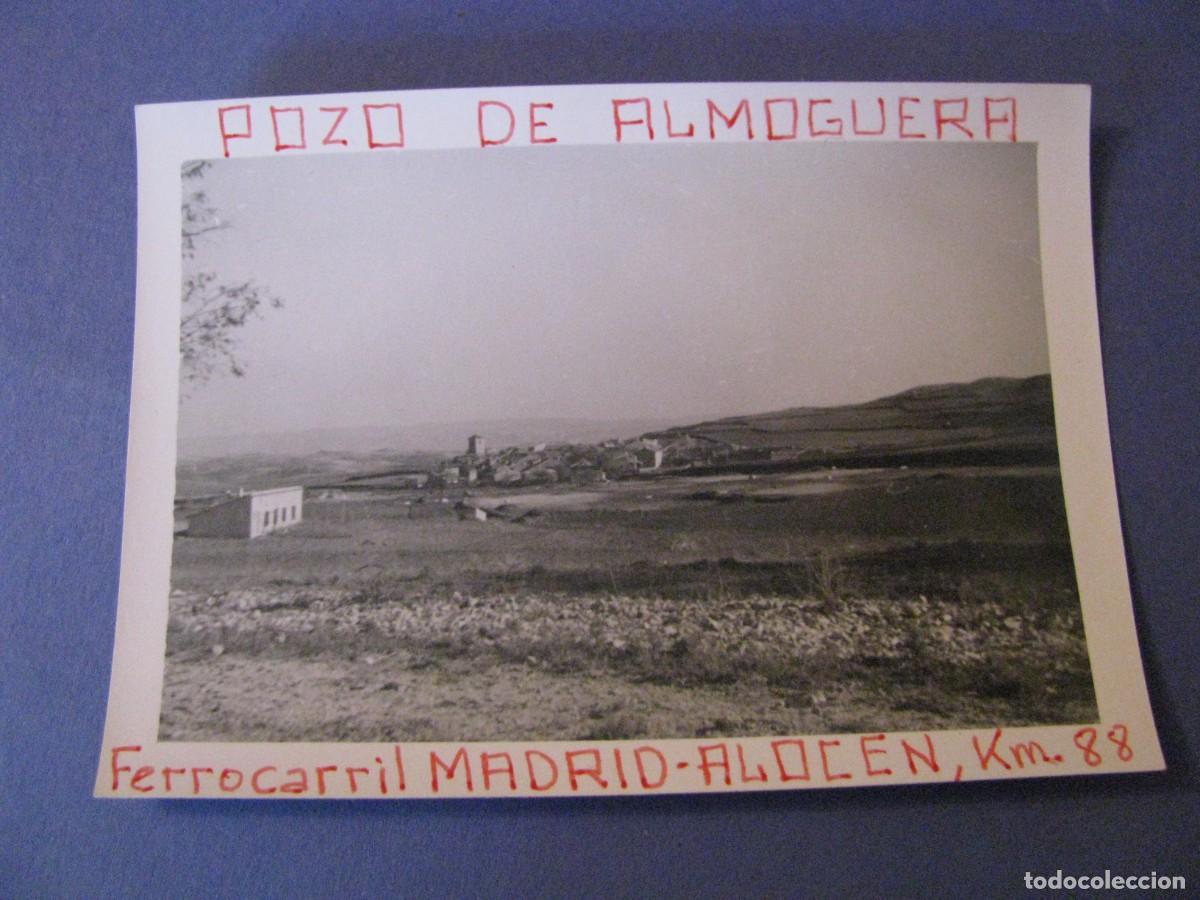 POZO DE ALMOGUERA
Ferrocarril MADRID-ALOCEN, Km. 88
todocoleccion